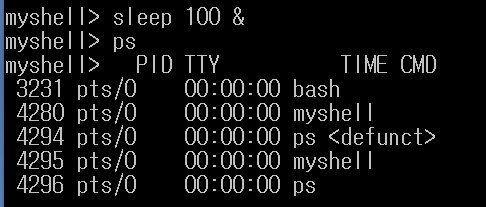 myshell> sleep 100 &
myshell> ps
myshell>   PID TTY          TIME CMD
 3231 pts/0    00:00:00 bash
 4280 pts/0    00:00:00 myshell
 4294 pts/0    00:00:00 ps <defunct>
 4295 pts/0    00:00:00 myshell
 4296 pts/0    00:00:00 ps